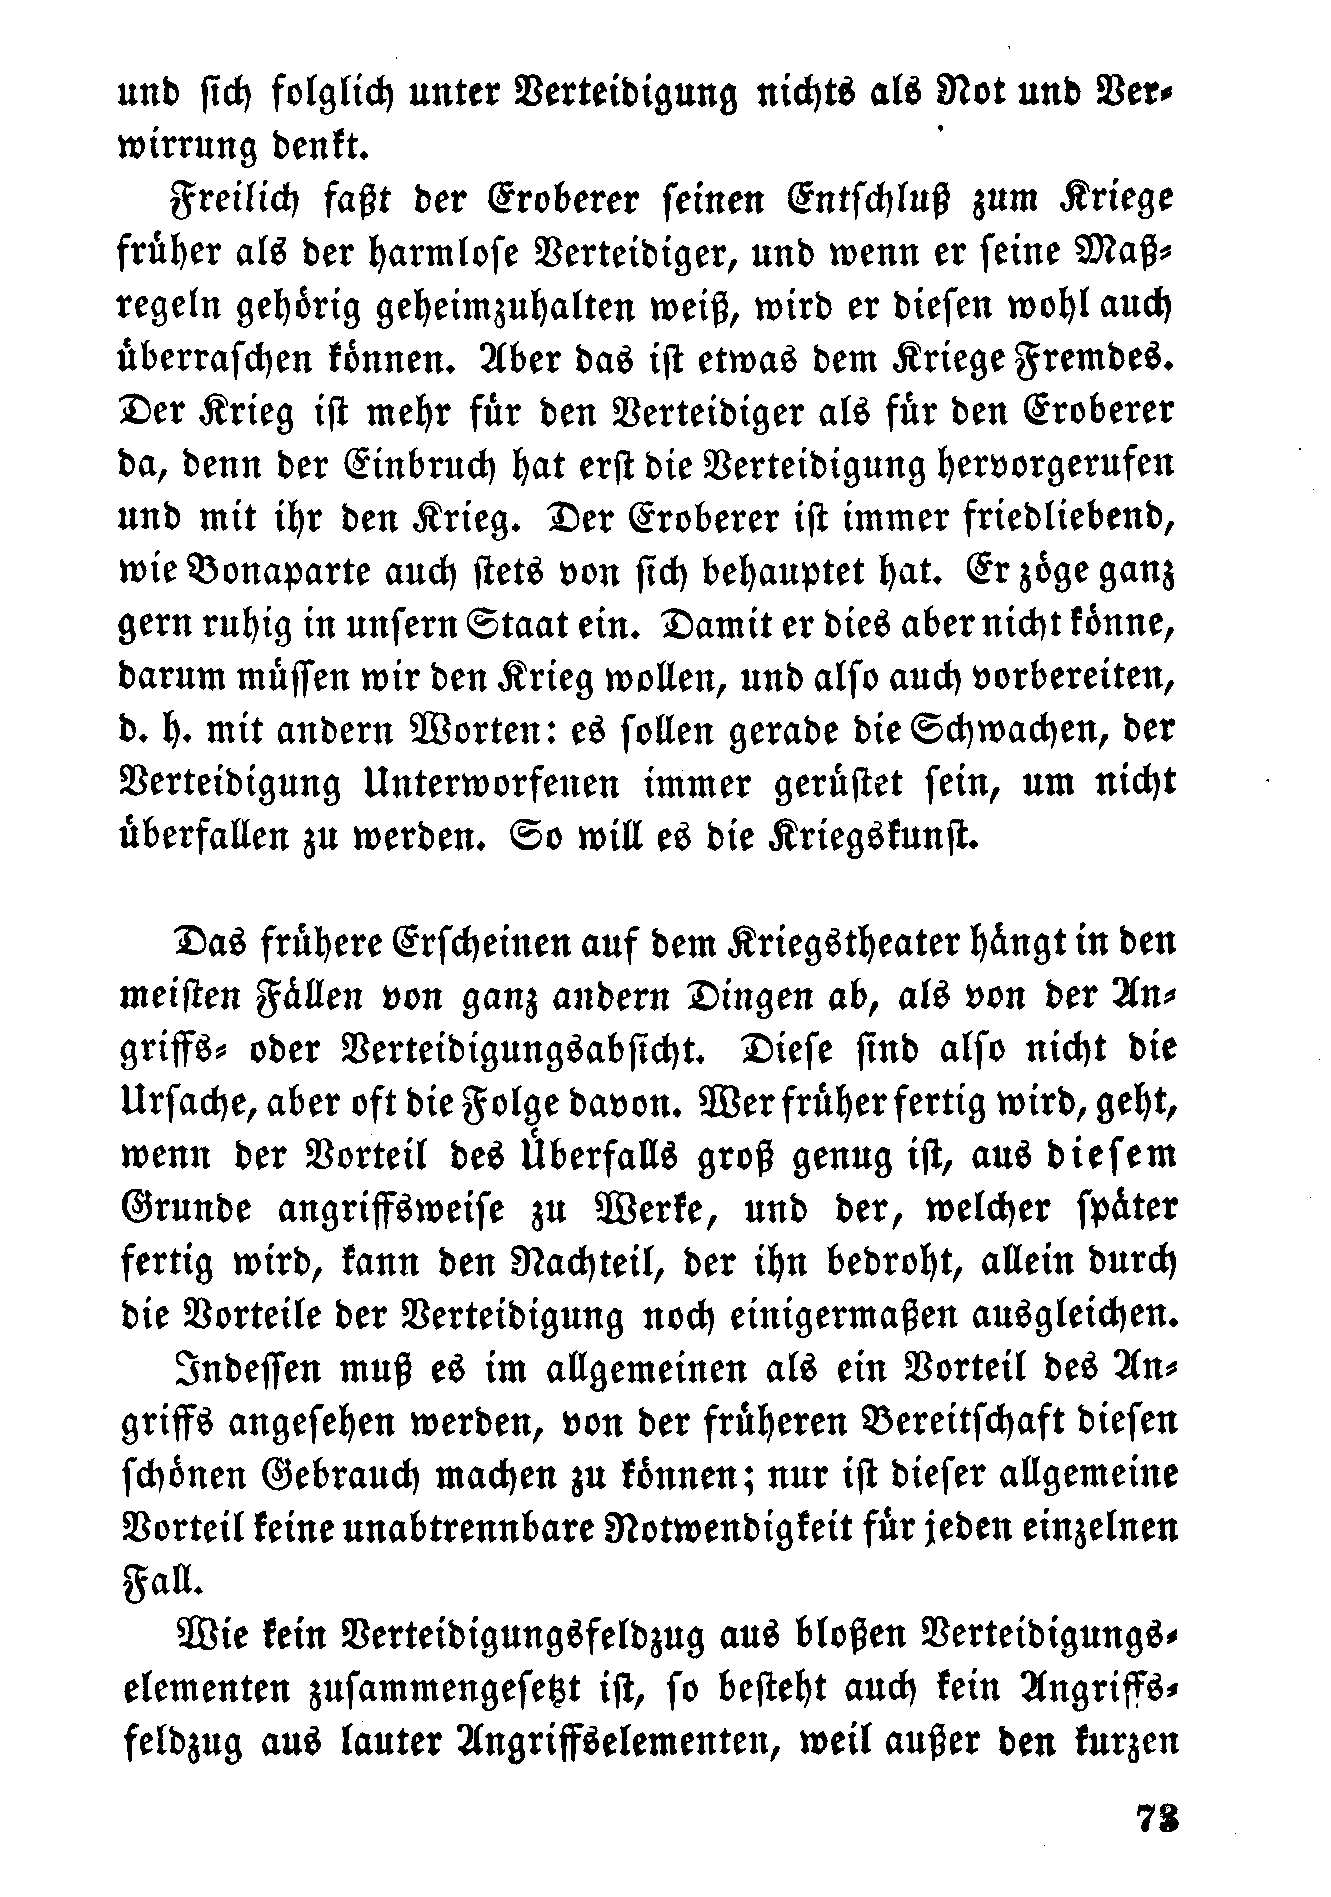 und sich folglich unter Verteidigung nichts als Not und Ver-
wirrung denkt.
Freilich faßt der Eroberer seinen Entschluß zum Kriege
früher als der harmlose Verteidiger, und wenn er seine Maß-
regeln gehörig geheimzuhalten weiß, wird er diesen wohl auch
überraschen können. Aber das ist etwas dem Kriege Fremdes.
Der Krieg ist mehr für den Verteidiger als für den Eroberer
da, denn der Einbruch hat erst die Verteidigung hervorgerufen
und mit ihr den Krieg. Der Eroberer ist immer friedliebend,
wie Bonaparte auch stets von sich behauptet hat. Er zöge ganz
gern ruhig in unsern Staat ein. Damit er dies aber nicht könne,
darum müssen wir den Krieg wollen, und also auch vorbereiten,
d. h. mit andern Worten: es sollen gerade die Schwachen, der
Verteidigung Unterworfenen immer gerüstet sein, um nicht
überfallen zu werden. So will es die Kriegskunst.
Das frühere Erscheinen auf dem Kriegstheater hängt in den
meisten Fällen von ganz andern Dingen ab, als von der An-
griffs- oder Verteidigungsabsicht. Diese sind also nicht die
Ursache, aber oft die Folge davon. Wer früher fertig wird, geht,
wenn der Vorteil des Überfalls groß genug ist, aus diesem
Grunde angriffsweise zu Werke, und der, welcher später
fertig wird, kann den Nachteil, der ihn bedroht, allein durch
die Vorteile der Verteidigung noch einigermaßen ausgleichen.
Indessen muß es im allgemeinen als ein Vorteil des An-
griffs angesehen werden, von der früheren Bereitschaft diesen
schönen Gebrauch machen zu können; nur ist dieser allgemeine
Vorteil keine unabtrennbare Notwendigkeit für jeden einzelnen
Fall.
Wie kein Verteidigungsfeldzug aus bloßen Verteidigungs-
elementen zusammengesetzt ist, so besteht auch kein Angriffs-
feldzug aus lauter Angriffselementen, weil außer den kurzen
73